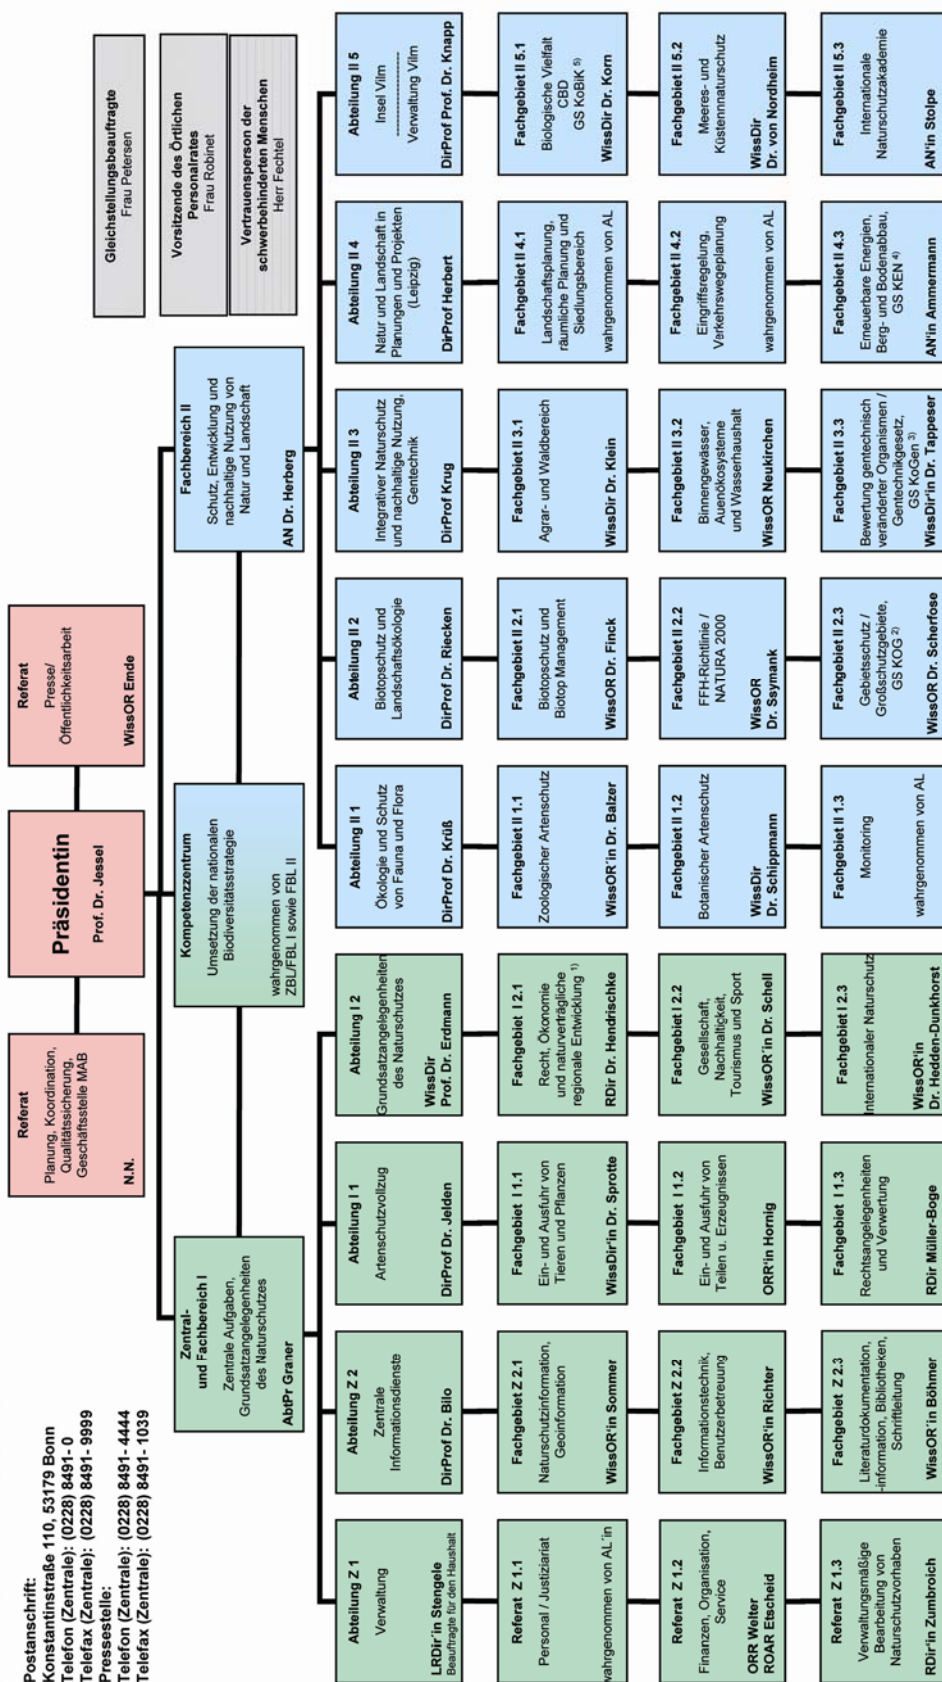 Postanschrift:
Konstantinstraße 110, 53179 Bonn
Telefon (Zentrale): (0228) 8491- 0
Telefax (Zentrale): (0228) 8491- 9999
Pressestelle:
Telefon (Zentrale): (0228) 8491- 4444
Telefax (Zentrale): (0228) 8491- 1039
Referat
Planung, Koordination,
Qualitätssicherung,
Geschäftsstelle MAB
N.N.
Präsidentin
Prof. Dr. Jessel
Referat
Presse/
Öffentlichkeitsarbeit
WissOR Emde
Gleichstellungsbeauftragte
Frau Petersen
Vorsitzende des Örtlichen
Personalrates
Frau Robinet
Vertrauensperson der
schwerbehinderten Menschen
Herr Fechtel
Zentral-
und Fachbereich I
Zentrale Aufgaben,
Grundsatzangelegenheiten
des Naturschutzes
AbtPr Graner
Kompetenzzentrum
Umsetzung der nationalen
Biodiversitätsstrategie
wahrgenommen von
ZBL/FBL I sowie FBL II
Fachbereich II
Schutz, Entwicklung und
nachhaltige Nutzung von
Natur und Landschaft
AN Dr. Herberg
Abteilung Z 1
Verwaltung
LRDir´in Stengele
Beauftragte für den Haushalt
Abteilung Z 2
Zentrale
Informationsdienste
DirProf Dr. Bilo
Abteilung I 1
Artenschutzvollzug
DirProf Dr. Jelden
Abteilung I 2
Grundsatzangelegenheiten
des Naturschutzes
WissDir
Prof. Dr. Erdmann
Abteilung II 1
Ökologie und Schutz
von Fauna und Flora
DirProf Dr. Krüß
Abteilung II 2
Biotopschutz und
Landschaftsökologie
DirProf Dr. Riecken
Abteilung II 3
Integrativer Naturschutz
und nachhaltige Nutzung,
Gentechnik
DirProf Krug
Abteilung II 4
Natur und Landschaft in
Planungen und Projekten
(Leipzig)
DirProf Herbert
Abteilung II 5
Insel Vilm
--------------------
Verwaltung Vilm
DirProf Prof. Dr. Knapp
Referat Z 1.1
Personal / Justiziariat
wahrgenommen von AL´in
Fachgebiet Z 2.1
Naturschutzinformation,
Geoinformation
WissOR'in Sommer
Fachgebiet I 1.1
Ein- und Ausfuhr von
Tieren und Pflanzen
WissDir'in Dr. Sprotte
Fachgebiet I 2.1
Recht, Ökonomie
und naturverträgliche
regionale Entwicklung 1)
RDir Dr. Hendrischke
Fachgebiet II 1.1
Zoologischer Artenschutz
WissOR´in Dr. Balzer
Fachgebiet II 2.1
Biotopschutz und
Biotop Management
WissOR Dr. Finck
Fachgebiet II 3.1
Agrar- und Waldbereich
WissDir Dr. Klein
Fachgebiet II 4.1
Landschaftsplanung,
räumliche Planung und
Siedlungsbereich
wahrgenommen von AL
Fachgebiet II 5.1
Biologische Vielfalt
CBD
GS KoBiK 5)
WissDir Dr. Korn
Referat Z 1.2
Finanzen, Organisation,
Service
ORR Welter
ROAR Etscheid
Fachgebiet Z 2.2
Informationstechnik,
Benutzerbetreuung
WissOR'in Richter
Fachgebiet I 1.2
Ein- und Ausfuhr von
Teilen u. Erzeugnissen
ORR'in Hornig
Fachgebiet I 2.2
Gesellschaft,
Nachhaltigkeit,
Tourismus und Sport
WissOR´in Dr. Schell
Fachgebiet II 1.2
Botanischer Artenschutz
WissDir
Dr. Schippmann
Fachgebiet II 2.2
FFH-Richtlinie /
NATURA 2000
WissOR
Dr. Ssymank
Fachgebiet II 3.2
Binnengewässer,
Auenökosysteme
und Wasserhaushalt
WissOR Neukirchen
Fachgebiet II 4.2
Eingriffsregelung,
Verkehrswegeplanung
wahrgenommen von AL
Fachgebiet II 5.2
Meeres- und
Küstennnaturschutz
WissDir
Dr. von Nordheim
Referat Z 1.3
Verwaltungsmäßige
Bearbeitung von
Naturschutzvorhaben
RDir'in Zumbroich
Fachgebiet Z 2.3
Literaturdokumentation,
-information, Bibliotheken,
Schriftleitung
WissOR´in Böhmer
Fachgebiet I 1.3
Rechtsangelegenheiten
und Verwertung
RDir Müller-Boge
Fachgebiet I 2.3
Internationaler Naturschutz
WissOR'in
Dr. Hedden-Dunkhorst
Fachgebiet II 1.3
Monitoring
wahrgenommen von AL
Fachgebiet II 2.3
Gebietsschutz /
Großschutzgebiete,
GS KOG 2)
WissOR Dr. Scherfose
Fachgebiet II 3.3
Bewertung gentechnisch
veränderter Organismen /
Gentechnikgesetz,
GS KoGen 3)
WissDir'in Dr. Tappeser
Fachgebiet II 4.3
Erneuerbare Energien,
Berg- und Bodenabbau,
GS KEN 4)
AN'in Ammermann
Fachgebiet II 5.3
Internationale
Naturschutzakademie
AN'in Stolpe